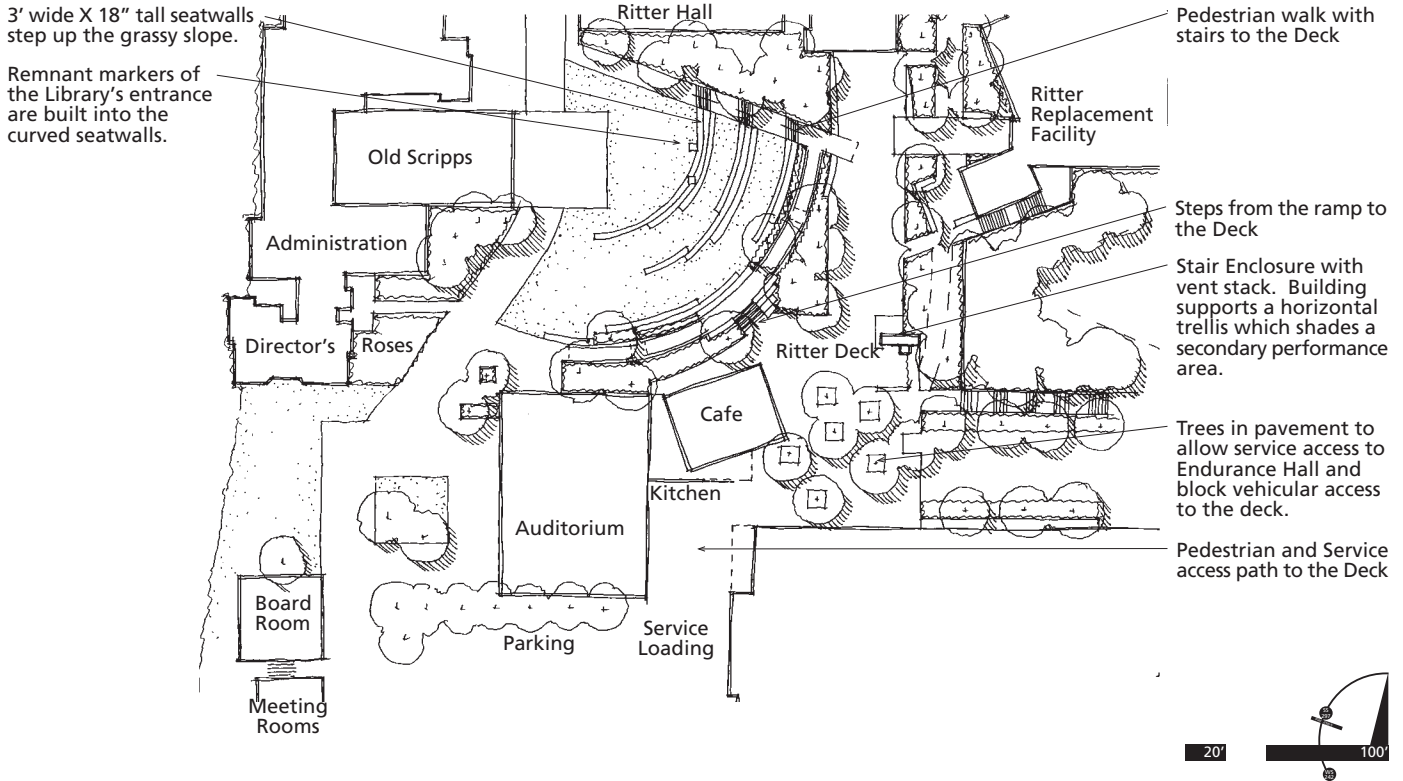 3' wide X 18" tall seatwalls
step up the grassy slope.
Remnant markers of
the Library's entrance
are built into the
curved seatwalls.
Ritter Hall
Pedestrian walk with
stairs to the Deck
Ritter
Replacement
Facility
Old Scripps
Administration
Steps from the ramp to
the Deck
Stair Enclosure with
vent stack. Building
supports a horizontal
trellis which shades a
secondary performance
area.
Director's
Roses
Ritter Deck
Cafe
Trees in pavement to
allow service access to
Endurance Hall and
block vehicular access
to the deck.
Kitchen
Auditorium
Pedestrian and Service
access path to the Deck
Board
Room
Parking
Service
Loading
Meeting
Rooms
20'
100'